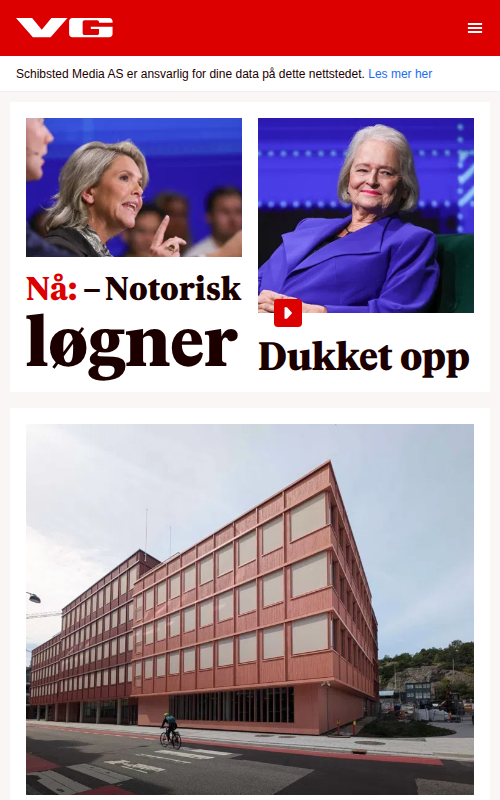 VG
Schibsted Media AS er ansvarlig for dine data på dette nettstedet. Les mer her
Nå: – Notorisk
løgner
Dukket opp